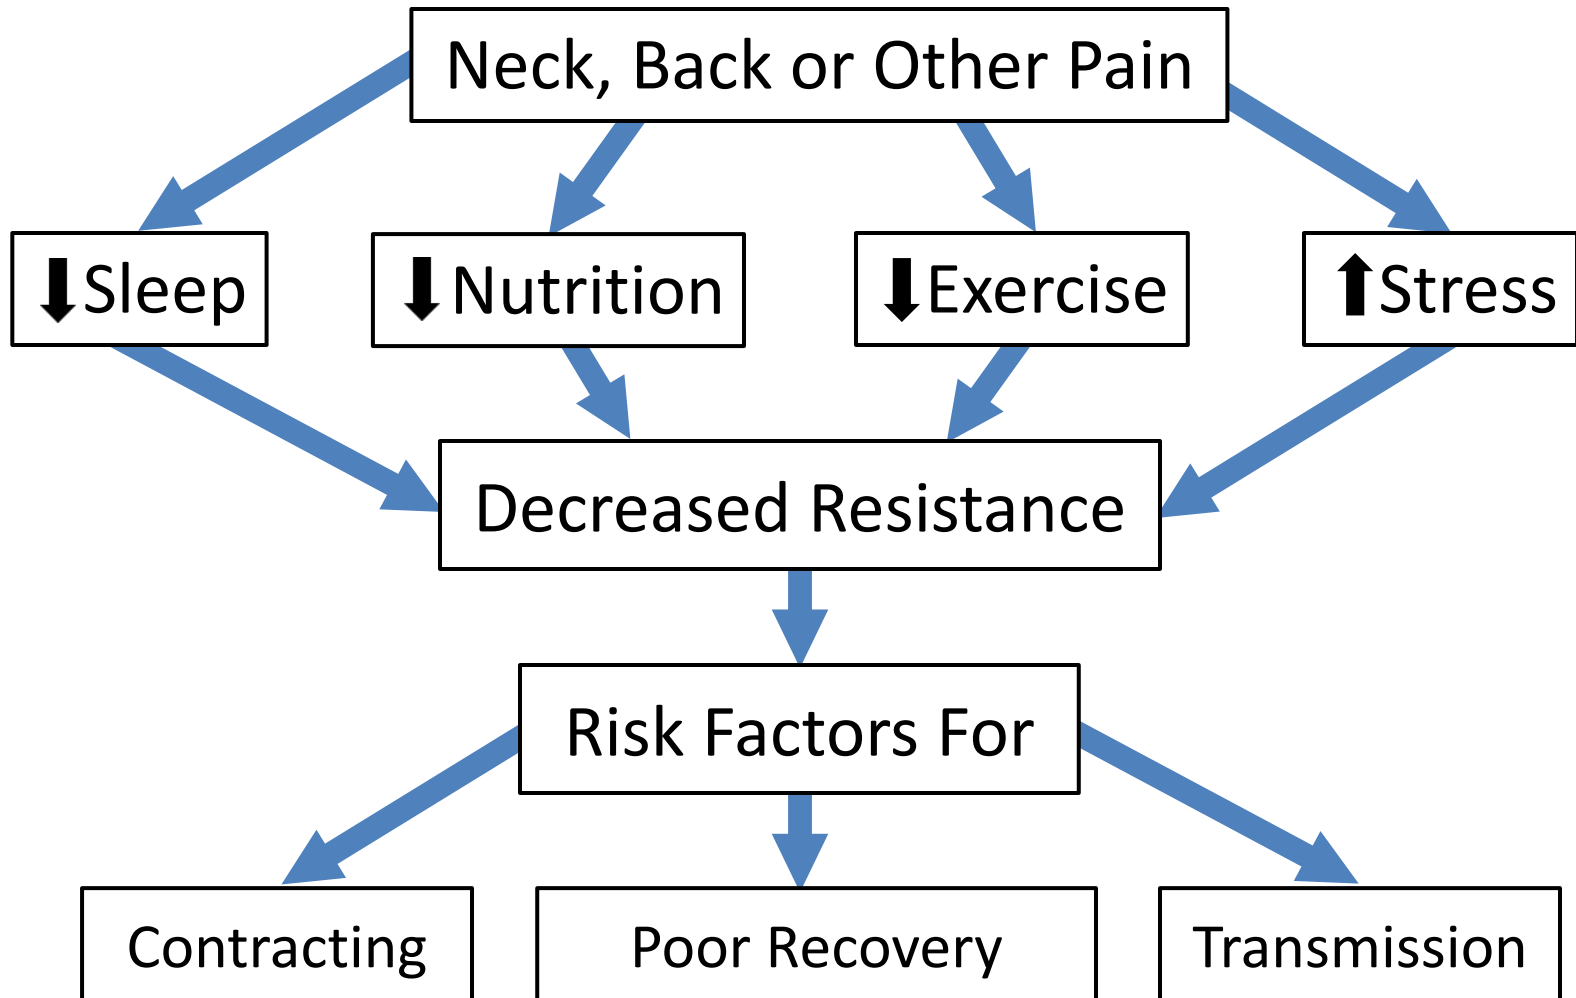 Neck, Back or Other Pain
Sleep
Nutrition
Exercise
Stress
Decreased Resistance
Risk Factors For
Contracting
Poor Recovery
Transmission